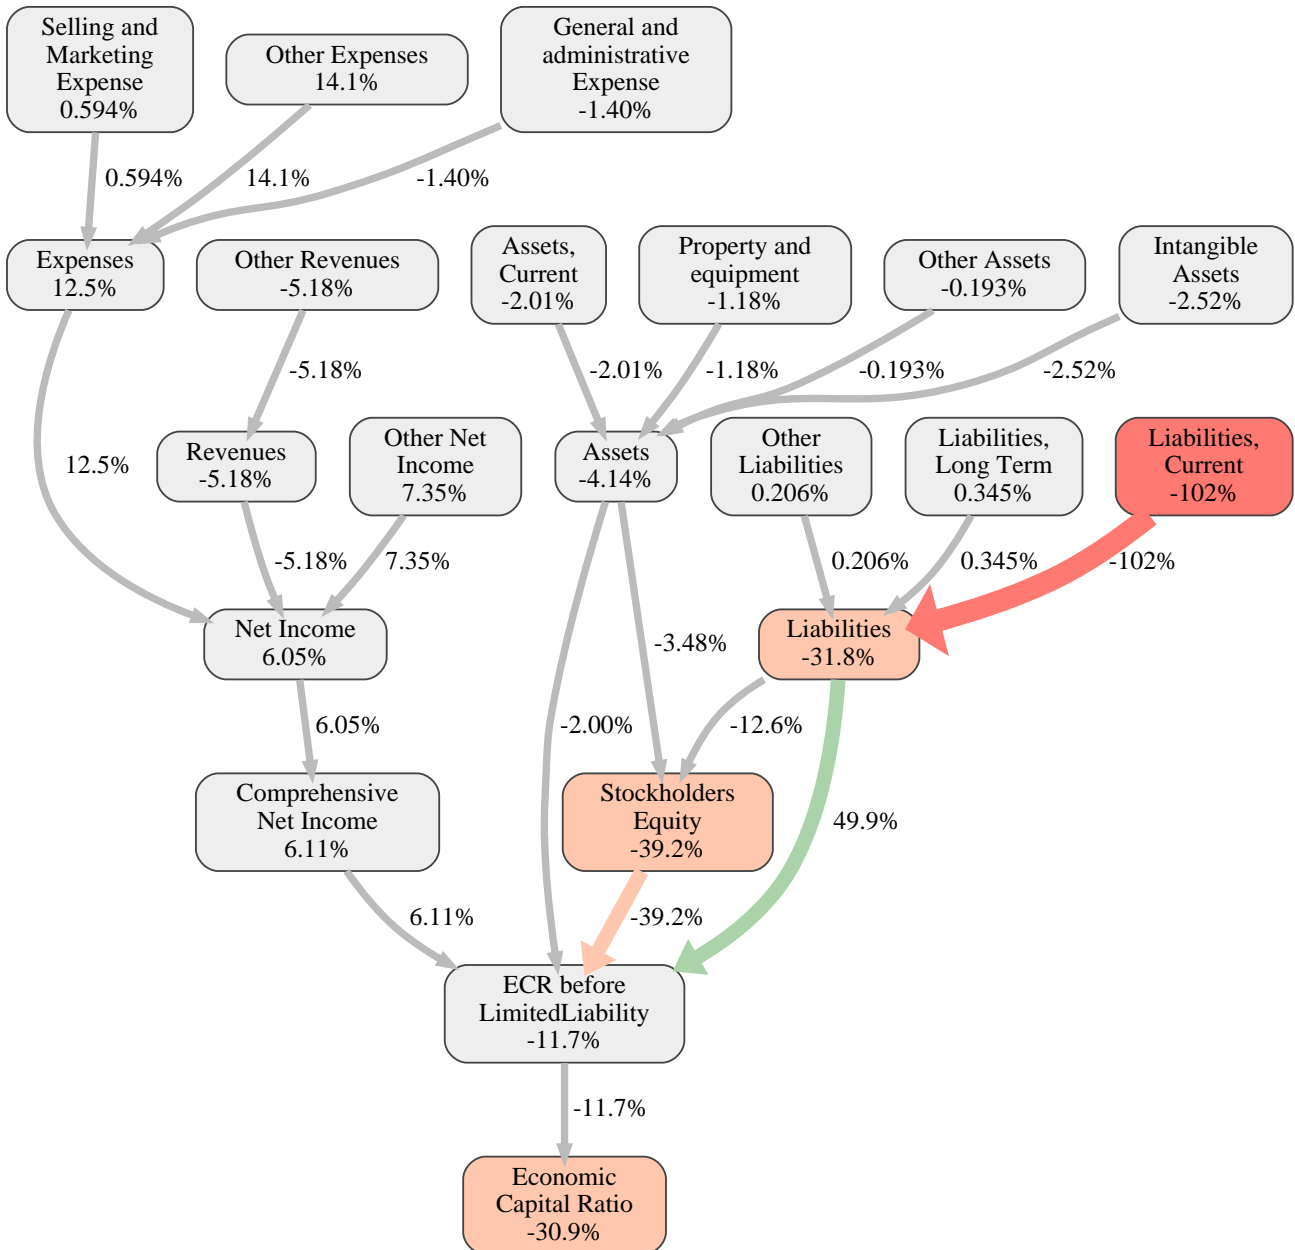 Selling and
Marketing
Expense
0.594%
Other Expenses
14.1%
General and
administrative
Expense
-1.40%
0.594%
14.1%
-1.40%
Expenses
12.5%
Other Revenues
-5.18%
Assets,
Current
-2.01%
Property and
equipment
-1.18%
Other Assets
-0.193%
Intangible
Assets
-2.52%
-5.18%
-2.01%
-1.18%
-0.193%
-2.52%
12.5%
Revenues
-5.18%
Other Net
Income
7.35%
Assets
-4.14%
Other
Liabilities
0.206%
Liabilities,
Long Term
0.345%
Liabilities,
Current
-102%
-5.18%
7.35%
0.206%
0.345%
-102%
Net Income
6.05%
-3.48%
Liabilities
-31.8%
6.05%
-2.00%
-12.6%
Comprehensive
Net Income
6.11%
Stockholders
Equity
-39.2%
49.9%
6.11%
-39.2%
ECR before
LimitedLiability
-11.7%
-11.7%
Economic
Capital Ratio
-30.9%